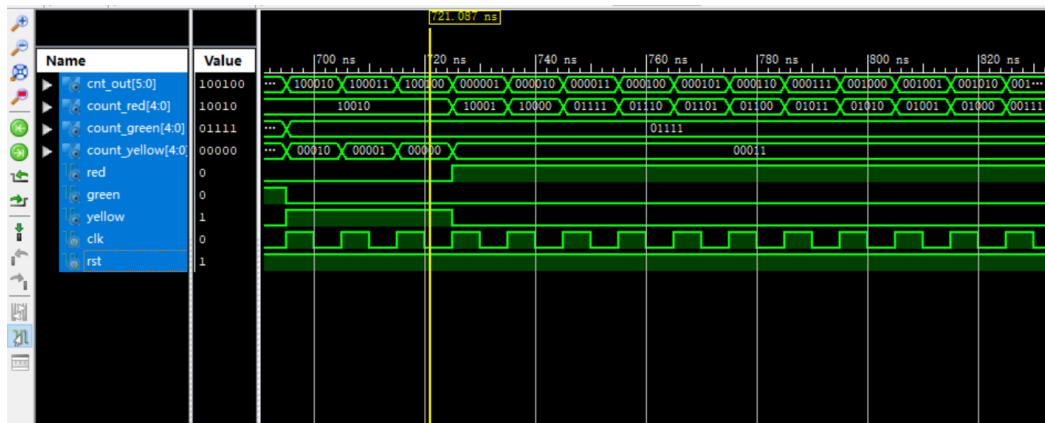 721.087 ns
Name Value
700 ns 720 ns 740 ns 760 ns 780 ns 800 ns 820 ns
cnt_out[5:0] 100100 ··· 100010 100011 100100 000001 000010 000011 000100 000101 000110 000111 001000 001001 001010 001···
count_red[4:0] 10010 10010 10001 10000 01111 01110 01101 01100 01011 01010 01001 01000 00111
count_green[4:0] 01111 ··· 01111
count_yellow[4:0] 00000 ··· 00010 00001 00000 00011
red 0
green 0
yellow 1
clk 0
rst 1